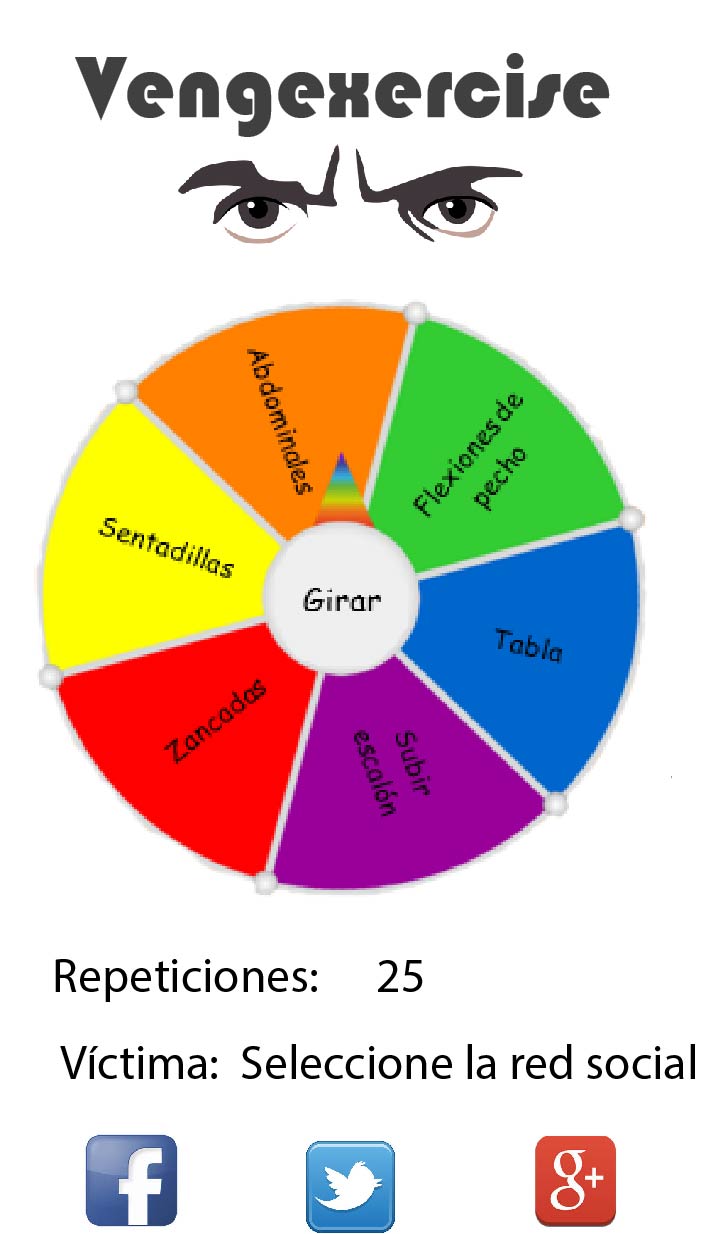 Vengexercise
Abdominales
Flexiones de
pecho
Sentadillas
Girar
Tabla
Zancadas
Subir
escalón
Repeticiones: 25
Víctima: Seleccione la red social
f
g+